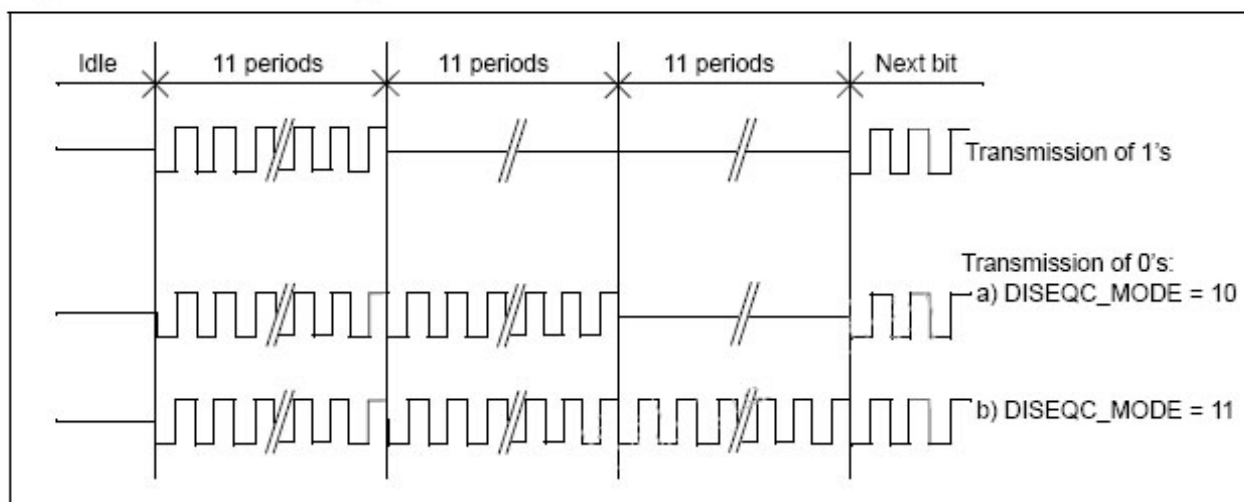 Idle
11 periods
11 periods
11 periods
Next bit
Transmission of 1's
Transmission of 0's:
a) DISEQC_MODE = 10
b) DISEQC_MODE = 11